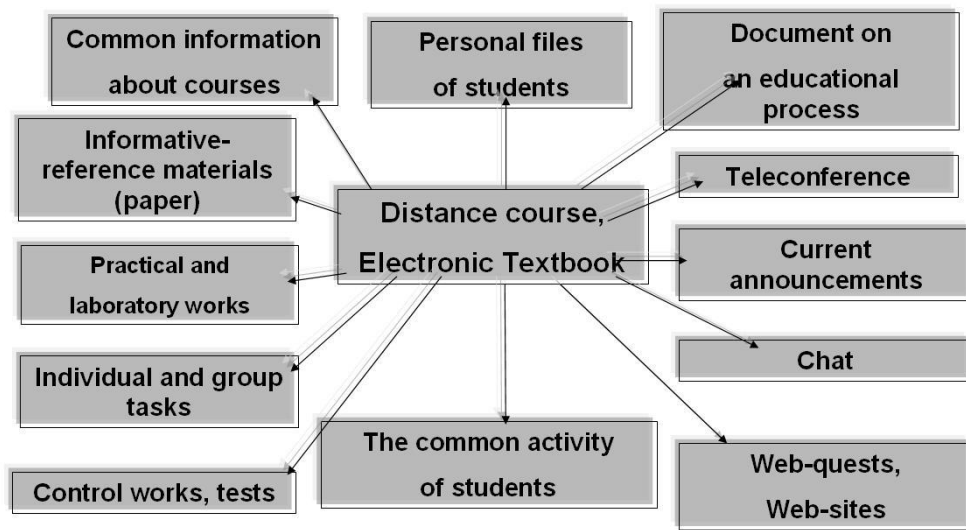 Common information
about courses
Personal files
of students
Document on
an educational
process
Informative-
reference materials
(paper)
Teleconference
Distance course,
Electronic Textbook
Practical and
laboratory works
Current
announcements
Individual and group
tasks
Chat
The common activity
of students
Control works, tests
Web-quests,
Web-sites